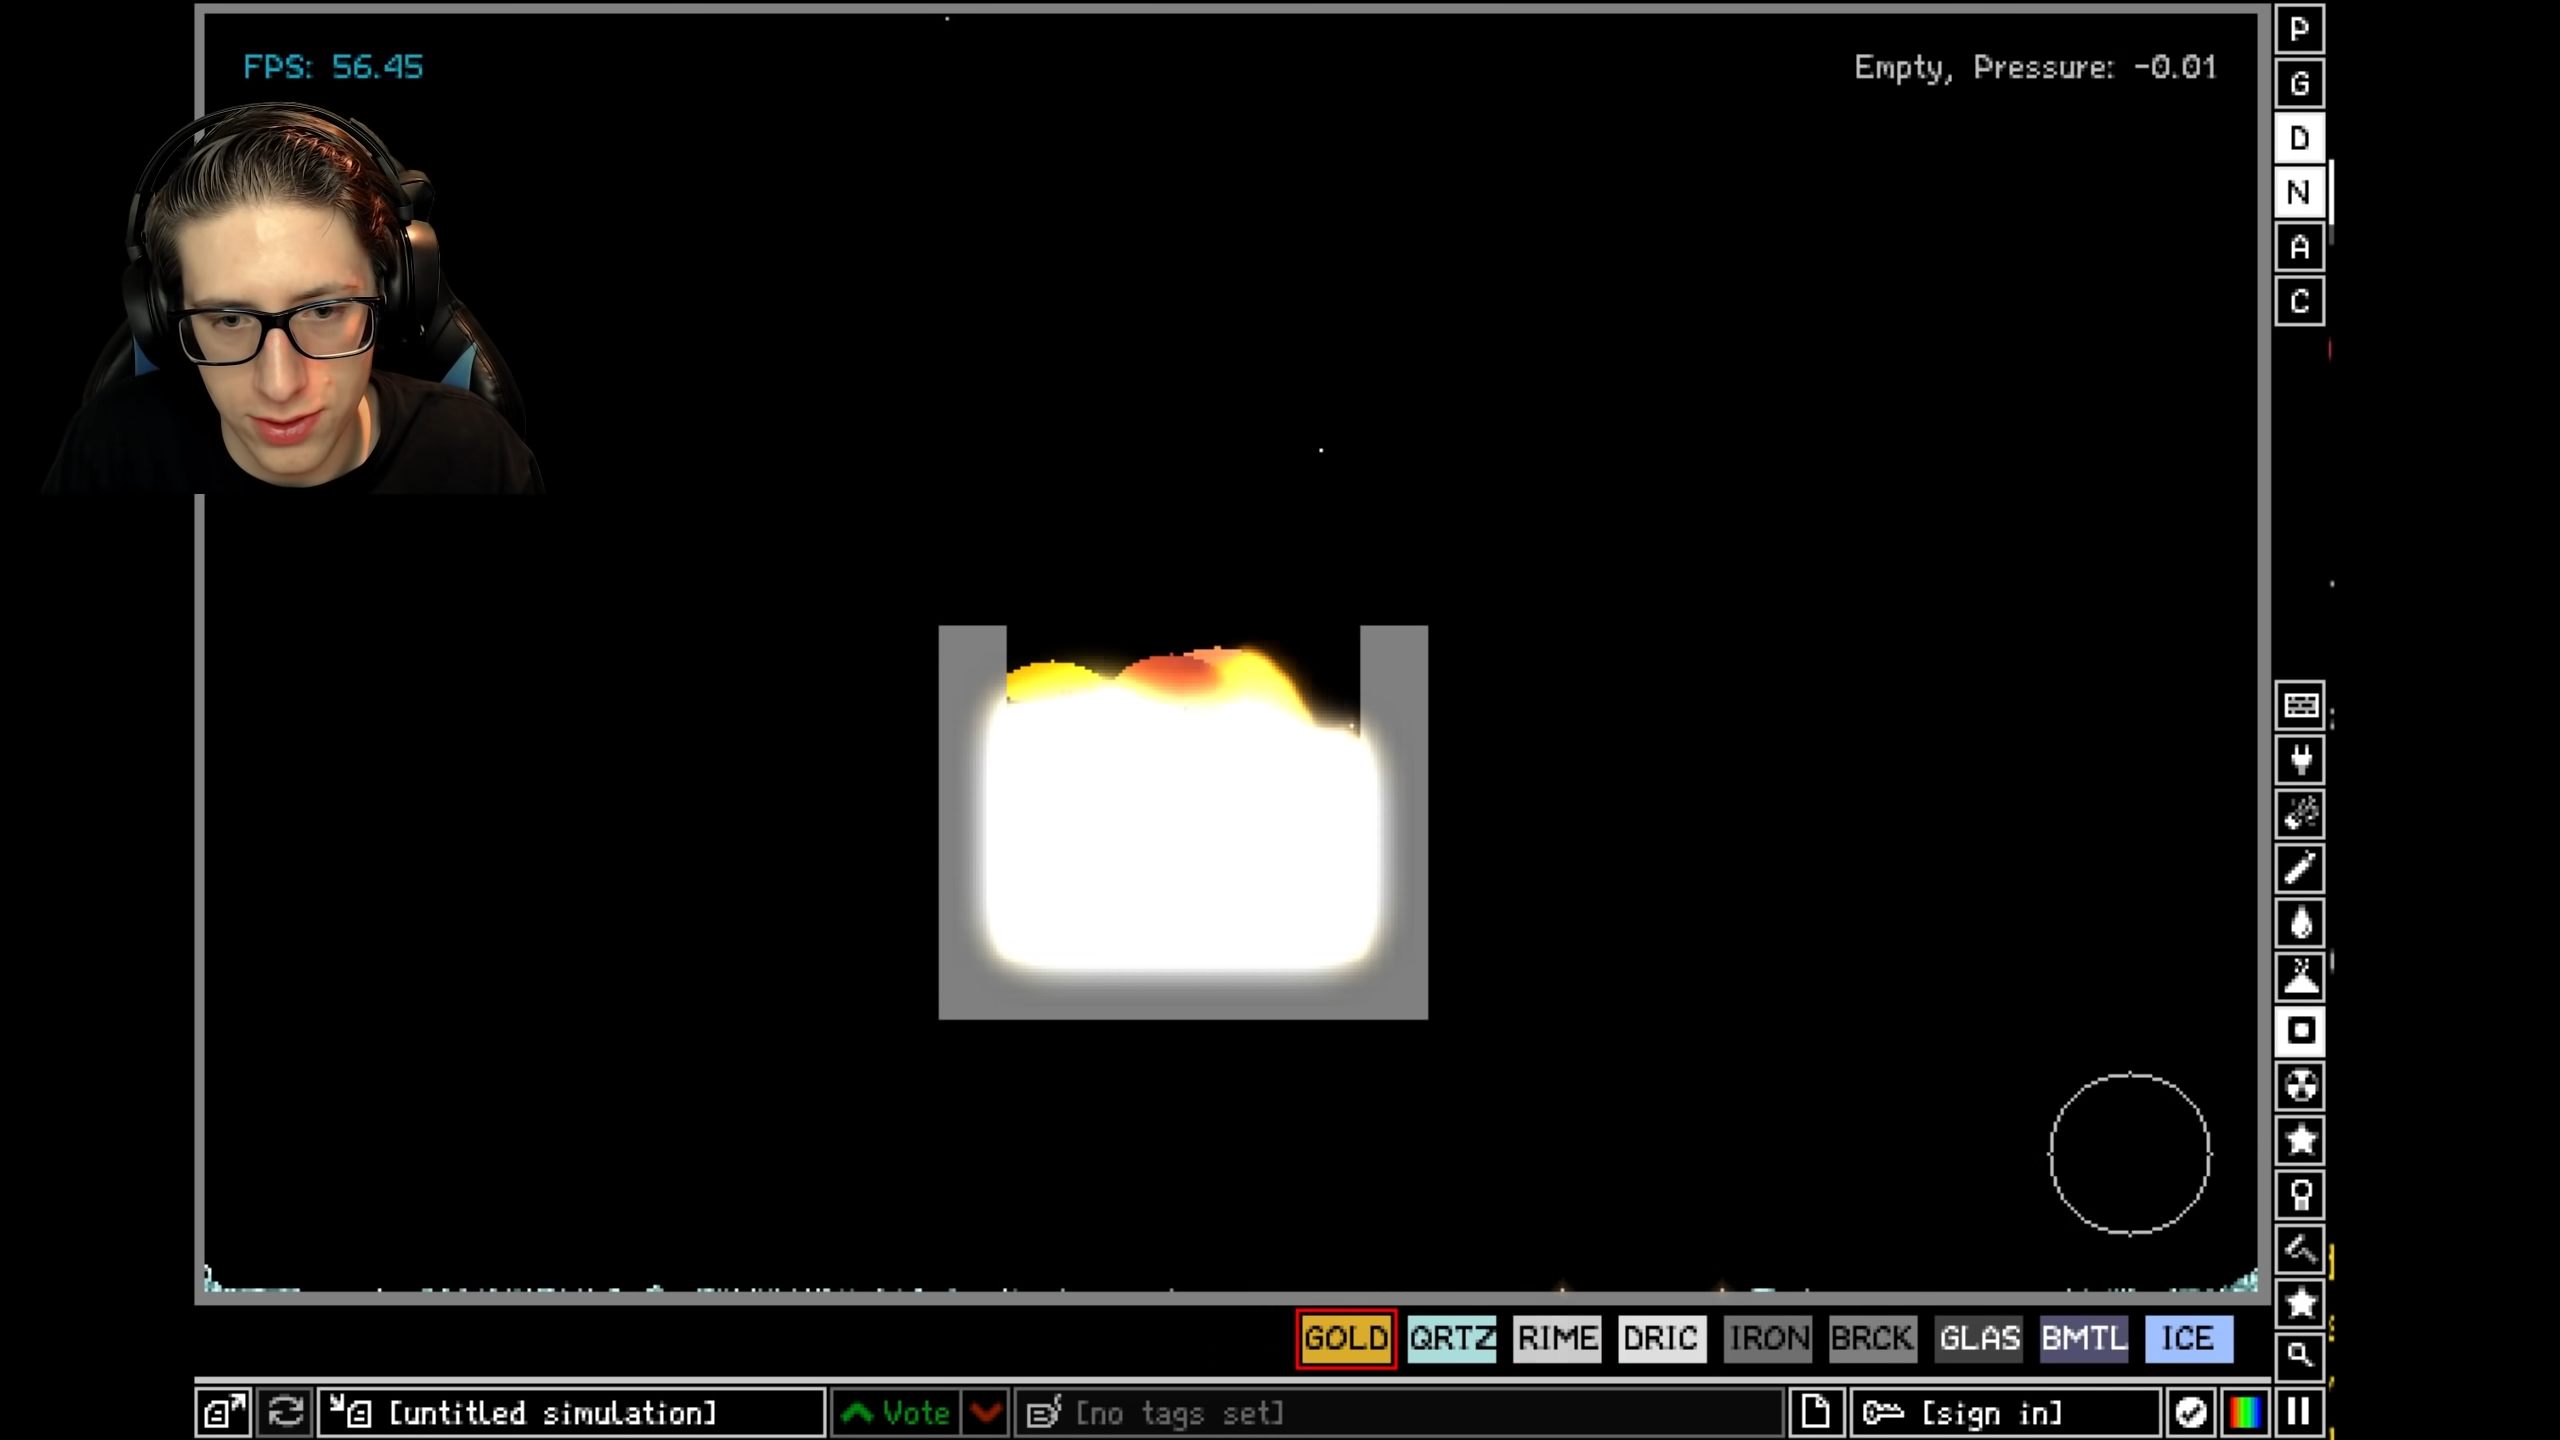 FPS: 56.45
Empty, Pressure: -0.01
P
G
D
N
A
C
GOLD QRTZ RIME DRIC IRON BRCK GLAS BMTL ICE
[untitled simulation] Vote [no tags set] [sign in]